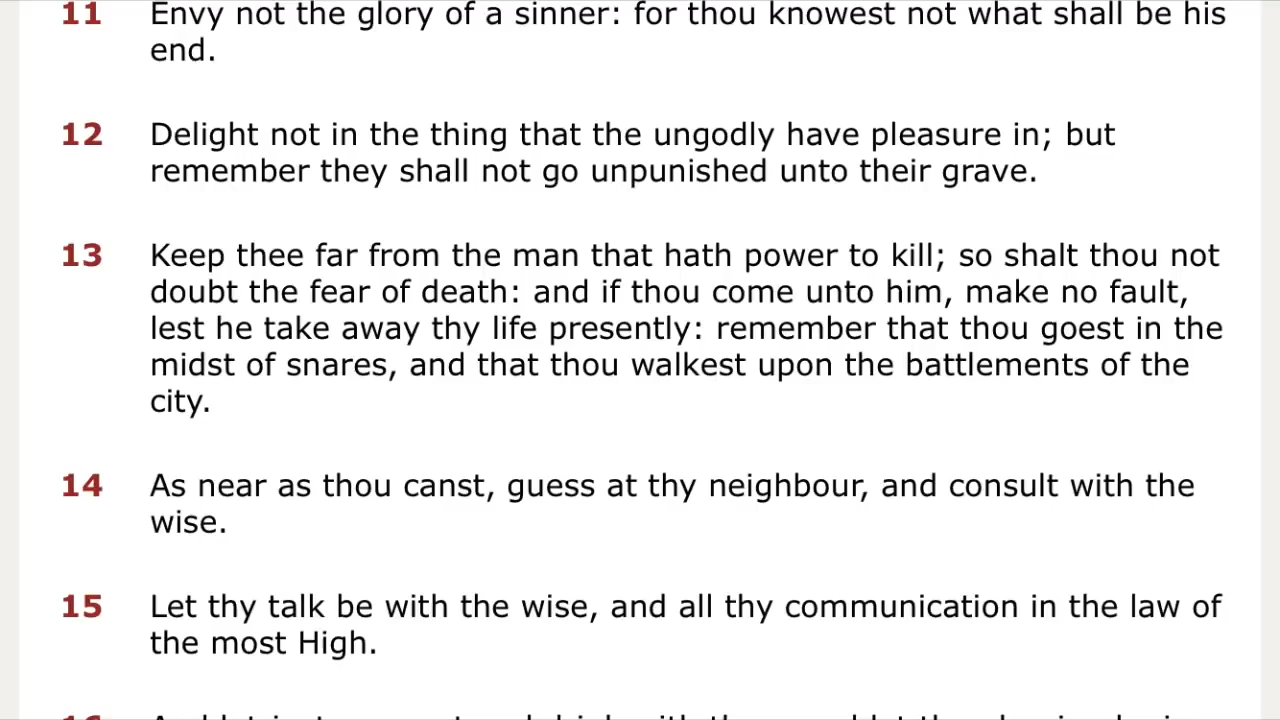 11 Envy not the glory of a sinner: for thou knowest not what shall be his
end.
12 Delight not in the thing that the ungodly have pleasure in; but
remember they shall not go unpunished unto their grave.
13 Keep thee far from the man that hath power to kill; so shalt thou not
doubt the fear of death: and if thou come unto him, make no fault,
lest he take away thy life presently: remember that thou goest in the
midst of snares, and that thou walkest upon the battlements of the
city.
14 As near as thou canst, guess at thy neighbour, and consult with the
wise.
15 Let thy talk be with the wise, and all thy communication in the law of
the most High.